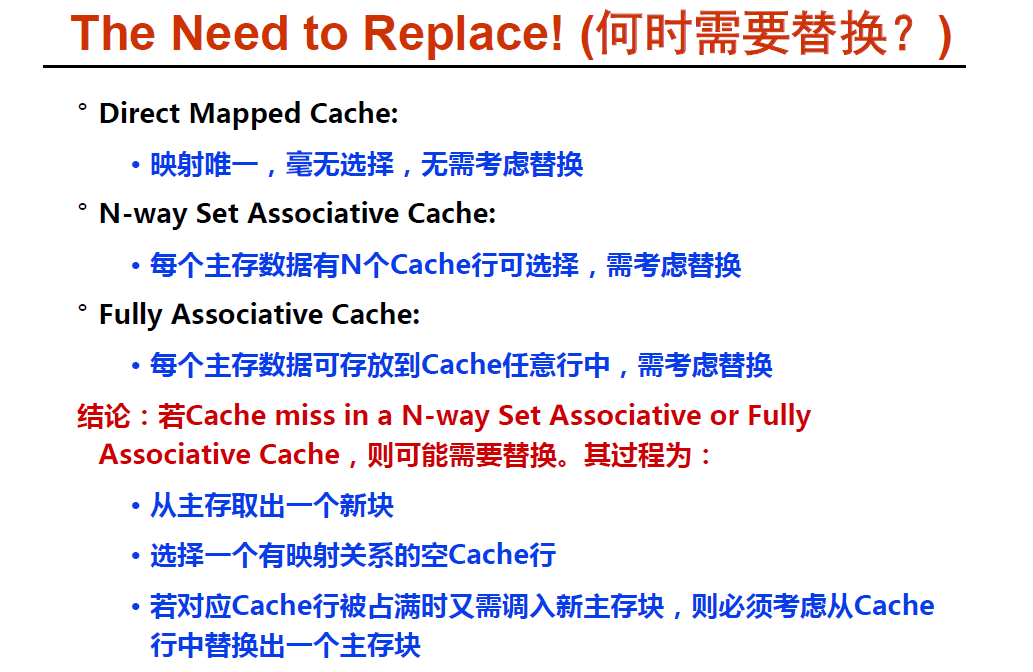 The Need to Replace! (何时需要替换？)
° Direct Mapped Cache:
• 映射唯一，毫无选择，无需考虑替换
° N-way Set Associative Cache:
• 每个主存数据有N个Cache行可选择，需考虑替换
° Fully Associative Cache:
• 每个主存数据可存放到Cache任意行中，需考虑替换
结论：若Cache miss in a N-way Set Associative or Fully
Associative Cache，则可能需要替换。其过程为：
• 从主存取出一个新块
• 选择一个有映射关系的空Cache行
• 若对应Cache行被占满时又需调入新主存块，则必须考虑从Cache
行中替换出一个主存块